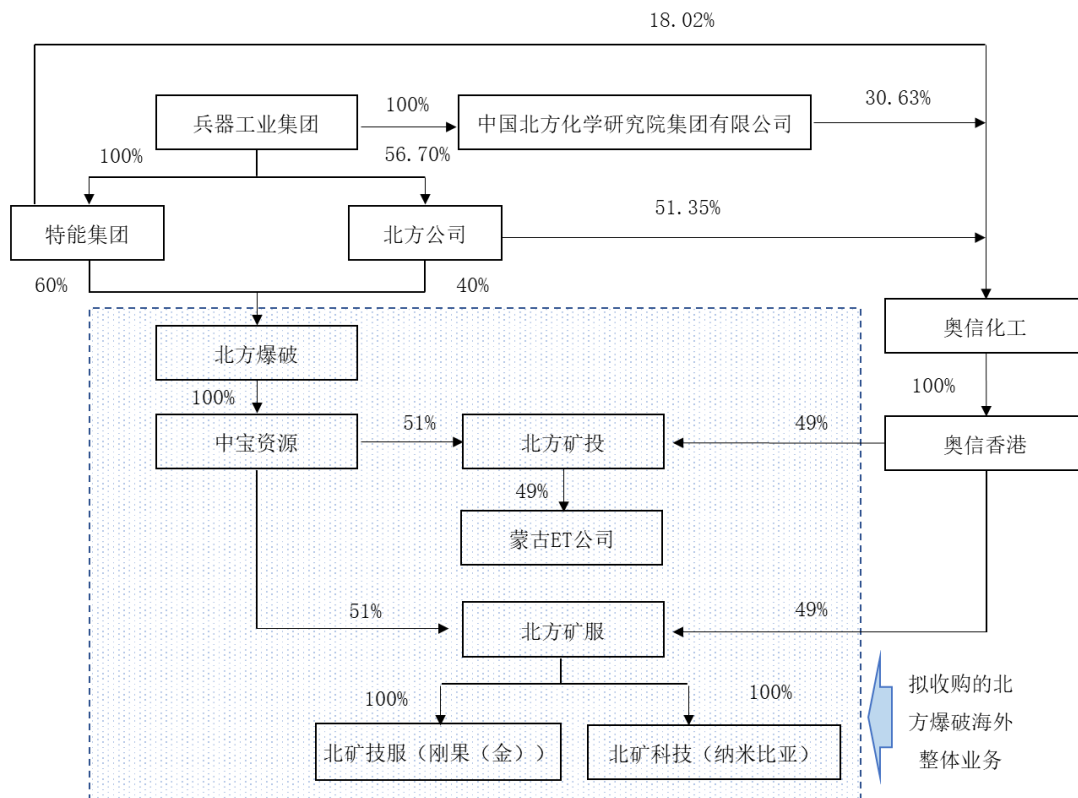 18.02%
兵器工业集团
100%
中国北方化学研究院集团有限公司
30.63%
100%
56.70%
特能集团
北方公司
51.35%
60%
40%
北方爆破
奥信化工
100%
100%
中宝资源
51%
北方矿投
49%
奥信香港
49%
蒙古ET公司
51%
北方矿服
49%
100%
100%
北矿技服（刚果（金））
北矿科技（纳米比亚）
拟收购的北
方爆破海外
整体业务